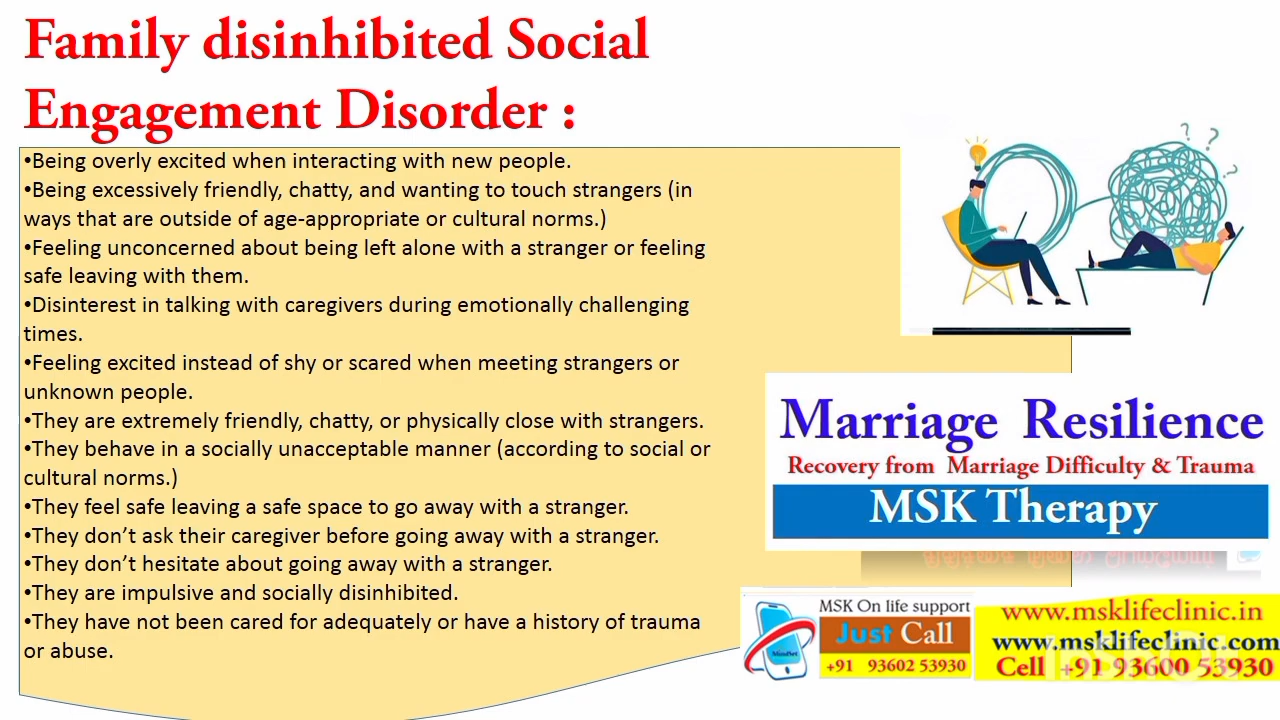 Family disinhibited Social
Engagement Disorder :
•Being overly excited when interacting with new people.
•Being excessively friendly, chatty, and wanting to touch strangers (in
ways that are outside of age-appropriate or cultural norms.)
•Feeling unconcerned about being left alone with a stranger or feeling
safe leaving with them.
•Disinterest in talking with caregivers during emotionally challenging
times.
•Feeling excited instead of shy or scared when meeting strangers or
unknown people.
•They are extremely friendly, chatty, or physically close with strangers.
•They behave in a socially unacceptable manner (according to social or
cultural norms.)
•They feel safe leaving a safe space to go away with a stranger.
•They don’t ask their caregiver before going away with a stranger.
•They don’t hesitate about going away with a stranger.
•They are impulsive and socially disinhibited.
•They have not been cared for adequately or have a history of trauma
or abuse.
? ?
?
Marriage Resilience
Recovery from Marriage Difficulty & Trauma
MSK Therapy
MSK On life support
Just Call
+91 93602 53930
MindSet
www.msklifeclinic.in
www.msklifeclinic.com
Cell +91 93600 53930